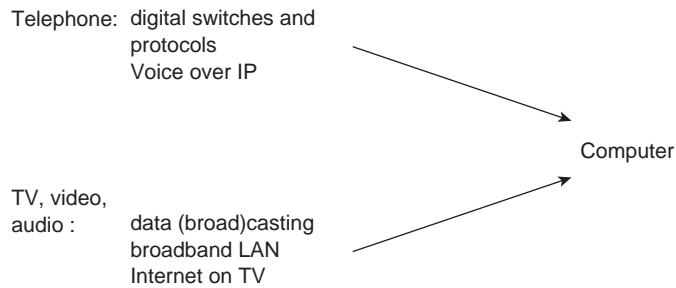 Telephone: digital switches and
protocols
Voice over IP
Computer
TV, video,
audio : data (broad)casting
broadband LAN
Internet on TV